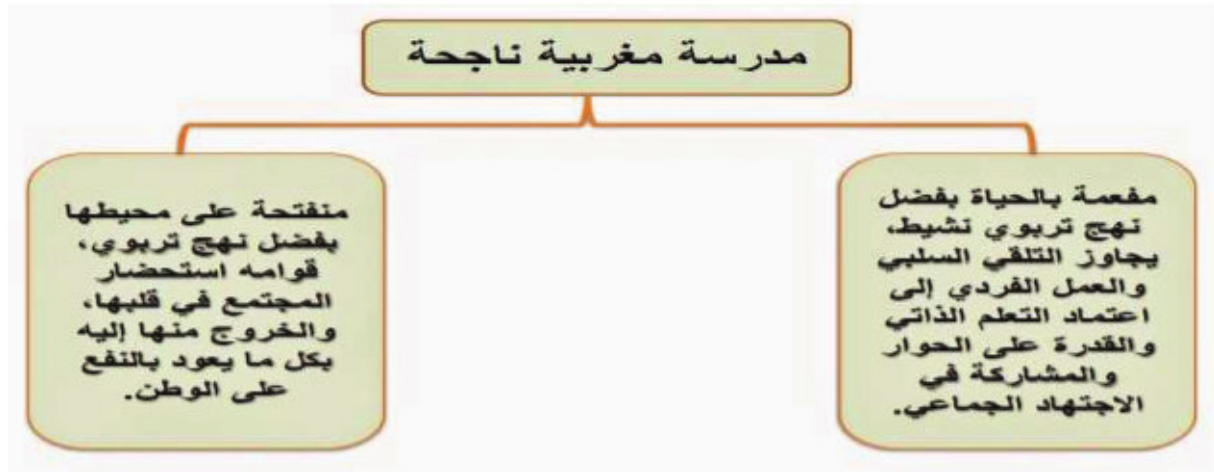 مدرسة مغربية ناجحة
مفعمة بالحياة بفضل
نهج تربوي نشيط،
يجاوز التلقي السلبي
والعمل الفردي إلى
اعتماد التعلم الذاتي
والقدرة على الحوار
والمشاركة في
الاجتهاد الجماعي.
منفتحة على محيطها
بفضل نهج تربوي،
قوامه استحضار
المجتمع في قلبها،
والخروج منها إليه
بكل ما يعود بالنفع
على الوطن.